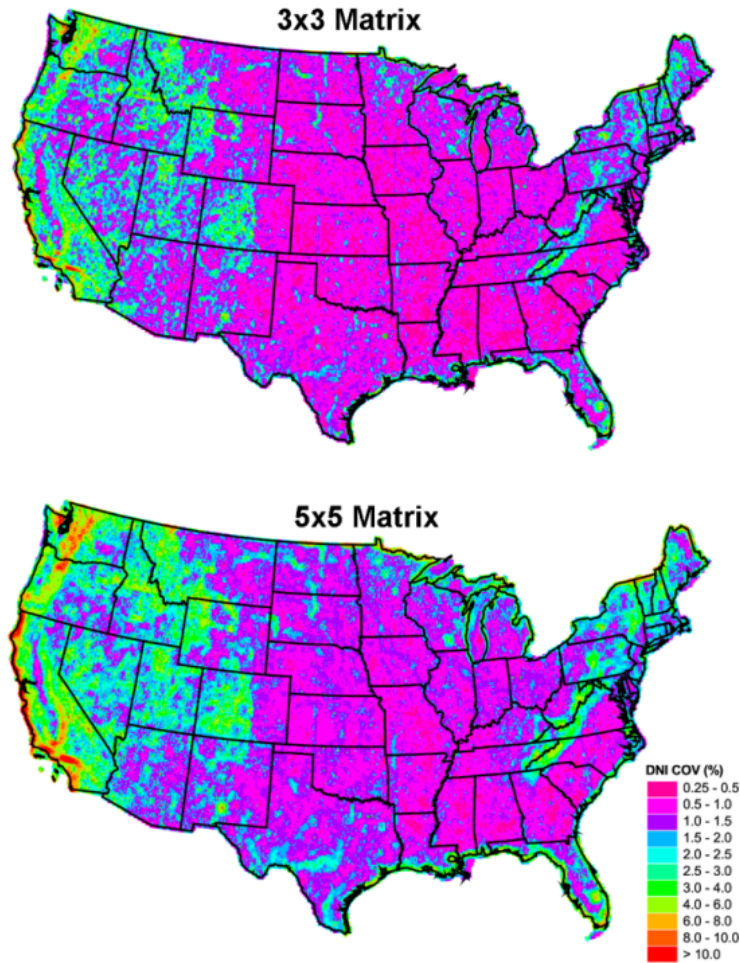 3x3 Matrix
5x5 Matrix
DNI COV (%)
0.25 - 0.5
0.5 - 1.0
1.0 - 1.5
1.5 - 2.0
2.0 - 2.5
2.5 - 3.0
3.0 - 4.0
4.0 - 6.0
6.0 - 8.0
8.0 - 10.0
> 10.0